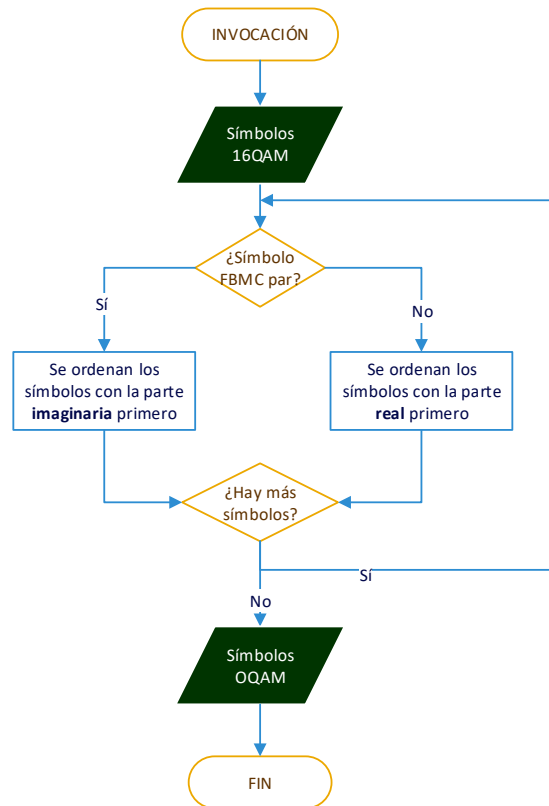 INVOCACIÓN
Símbolos
16QAM
¿Símbolo
FBMC par?
Sí
No
Se ordenan los
símbolos con la parte
imaginaria primero
Se ordenan los
símbolos con la parte
real primero
¿Hay más
símbolos?
Sí
No
Símbolos
OQAM
FIN